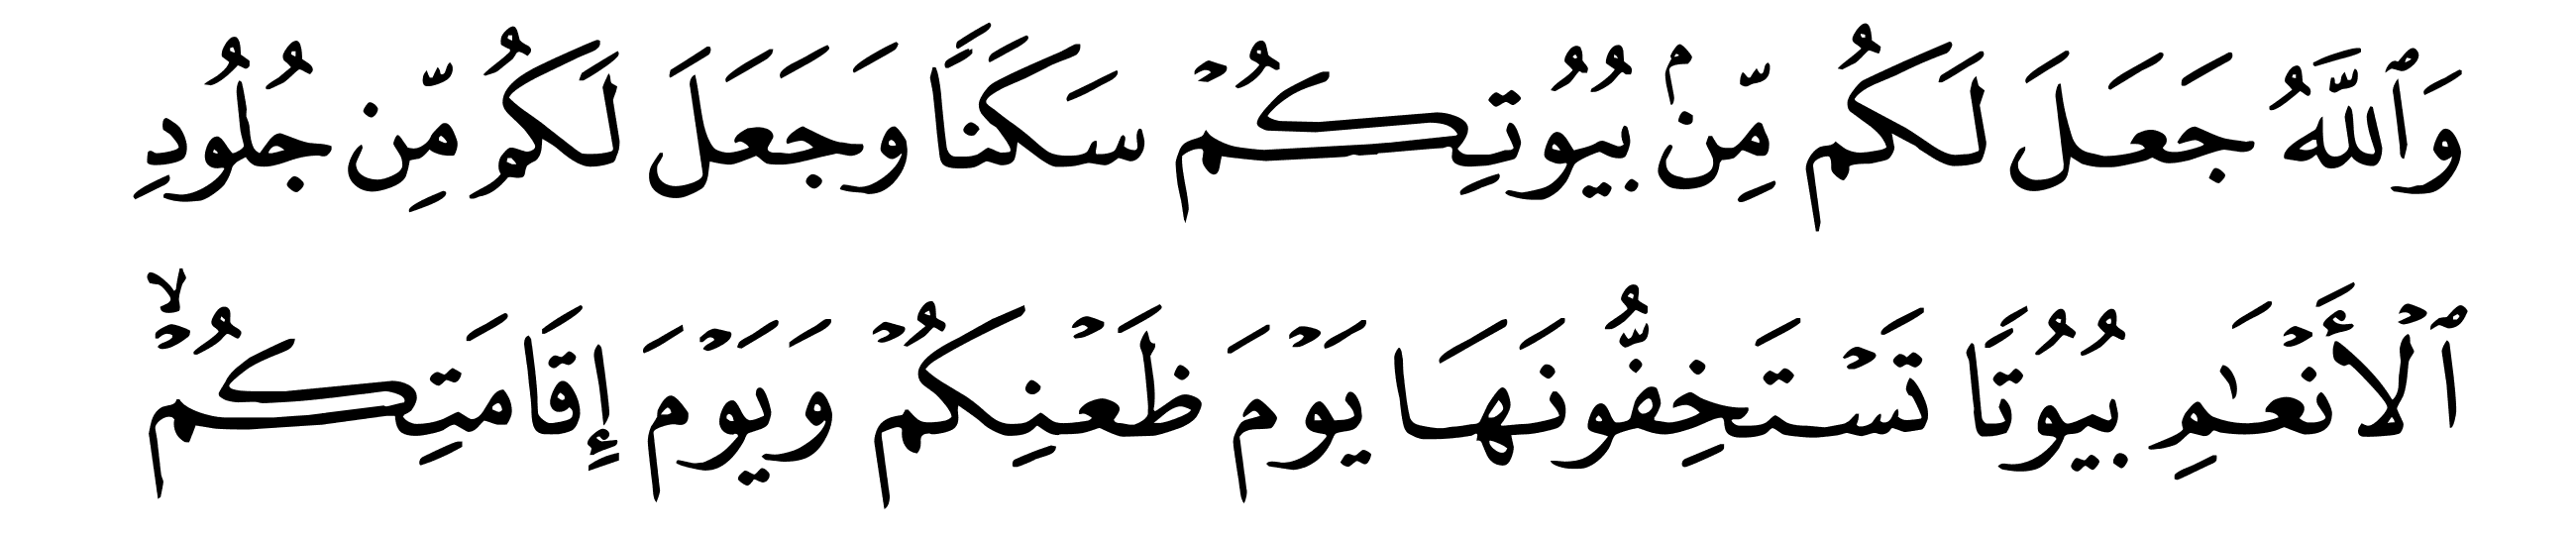 وَٱللَّهُ جَعَلَ لَكُم مِّنۢ بُيُوتِكُمۡ سَكَنًا وَجَعَلَ لَكُمُ مِّن جُلُودِ
ٱلۡأَنۡعَٰمِ بُيُوتًا تَسۡتَخِفُّونَهَا يَوۡمَ ظَعۡنِكُمۡ وَيَوۡمَ إِقَامَتِكُمۡۙ